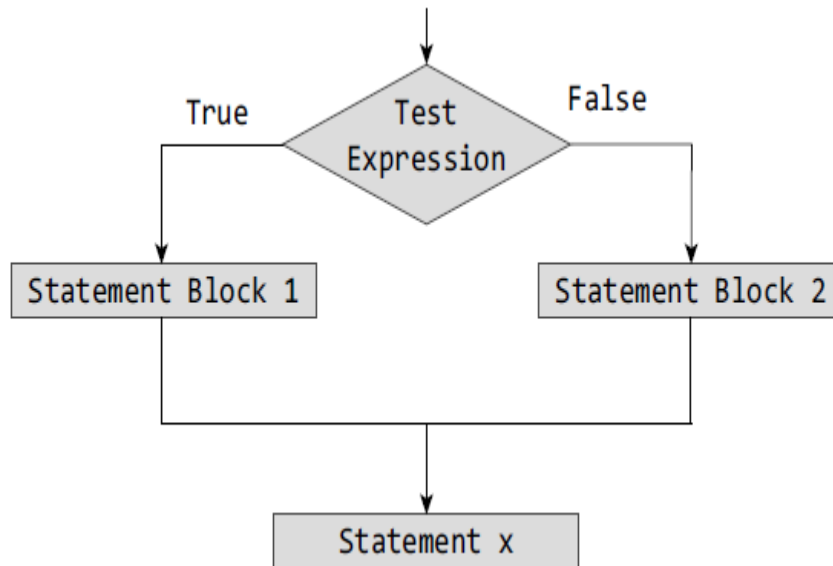 True
False
Test
Expression
Statement Block 1
Statement Block 2
Statement x